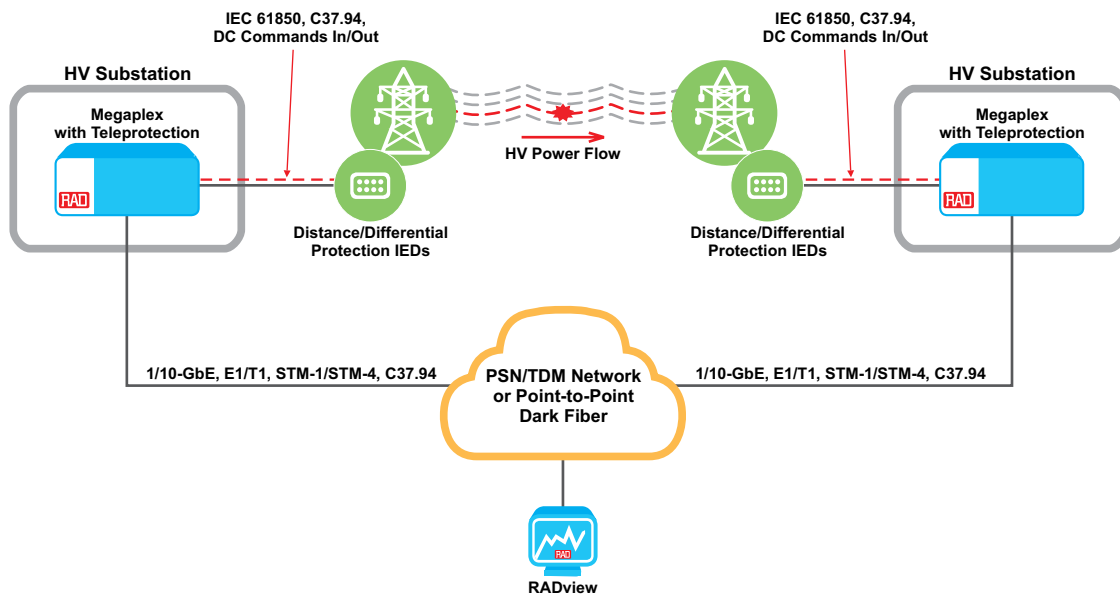 IEC 61850, C37.94,
DC Commands In/Out
IEC 61850, C37.94,
DC Commands In/Out
HV Substation
HV Substation
Megaplex
with Teleprotection
Megaplex
with Teleprotection
HV Power Flow
RAD
RAD
Distance/Differential
Protection IEDs
Distance/Differential
Protection IEDs
1/10-GbE, E1/T1, STM-1/STM-4, C37.94
1/10-GbE, E1/T1, STM-1/STM-4, C37.94
PSN/TDM Network
or Point-to-Point
Dark Fiber
RAD
RADview